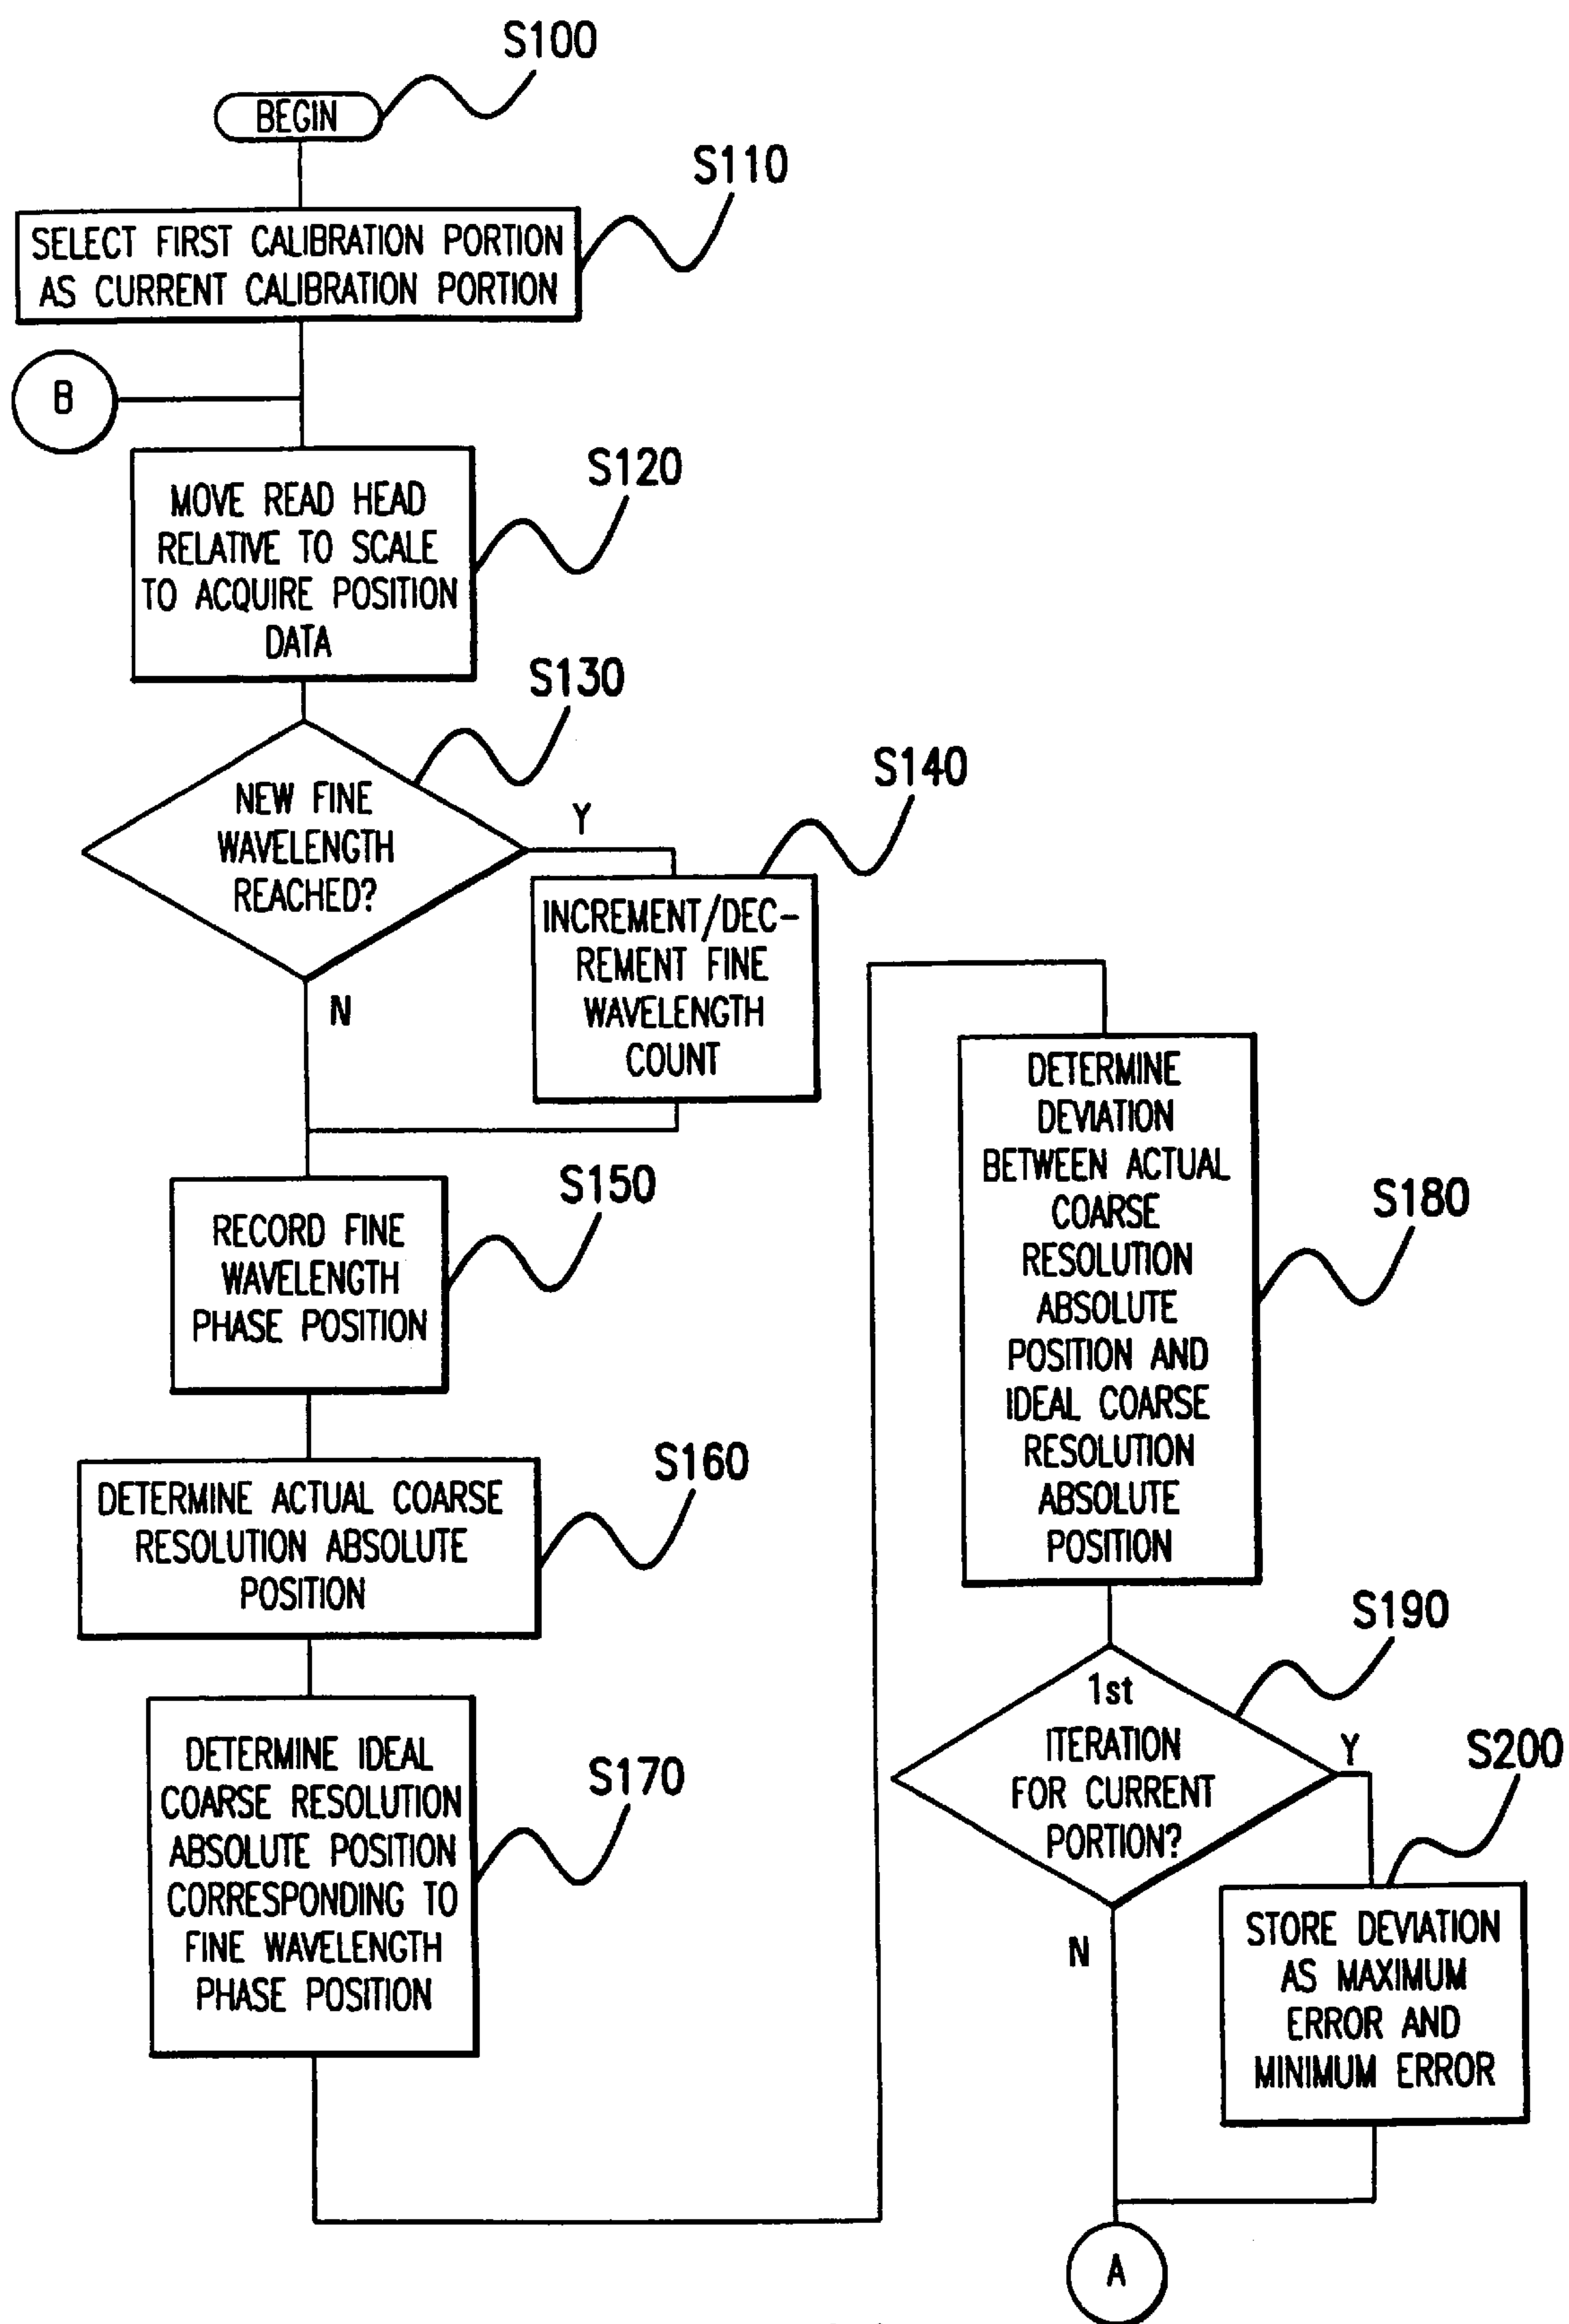 S100
BEGIN
S110
SELECT FIRST CALIBRATION PORTION
AS CURRENT CALIBRATION PORTION
B
S120
MOVE READ HEAD
RELATIVE TO SCALE
TO ACQUIRE POSITION
DATA
S130
NEW FINE
WAVELENGTH
REACHED?
Y
N
S140
INCREMENT/DEC-
REMENT FINE
WAVELENGTH
COUNT
S150
RECORD FINE
WAVELENGTH
PHASE POSITION
S160
DETERMINE ACTUAL COARSE
RESOLUTION ABSOLUTE
POSITION
S170
DETERMINE IDEAL
COARSE RESOLUTION
ABSOLUTE POSITION
CORRESPONDING TO
FINE WAVELENGTH
PHASE POSITION
S180
DETERMINE
DEVIATION
BETWEEN ACTUAL
COARSE
RESOLUTION
ABSOLUTE
POSITION AND
IDEAL COARSE
RESOLUTION
ABSOLUTE
POSITION
S190
1st
ITERATION
FOR CURRENT
PORTION?
Y
N
S200
STORE DEVIATION
AS MAXIMUM
ERROR AND
MINIMUM ERROR
A